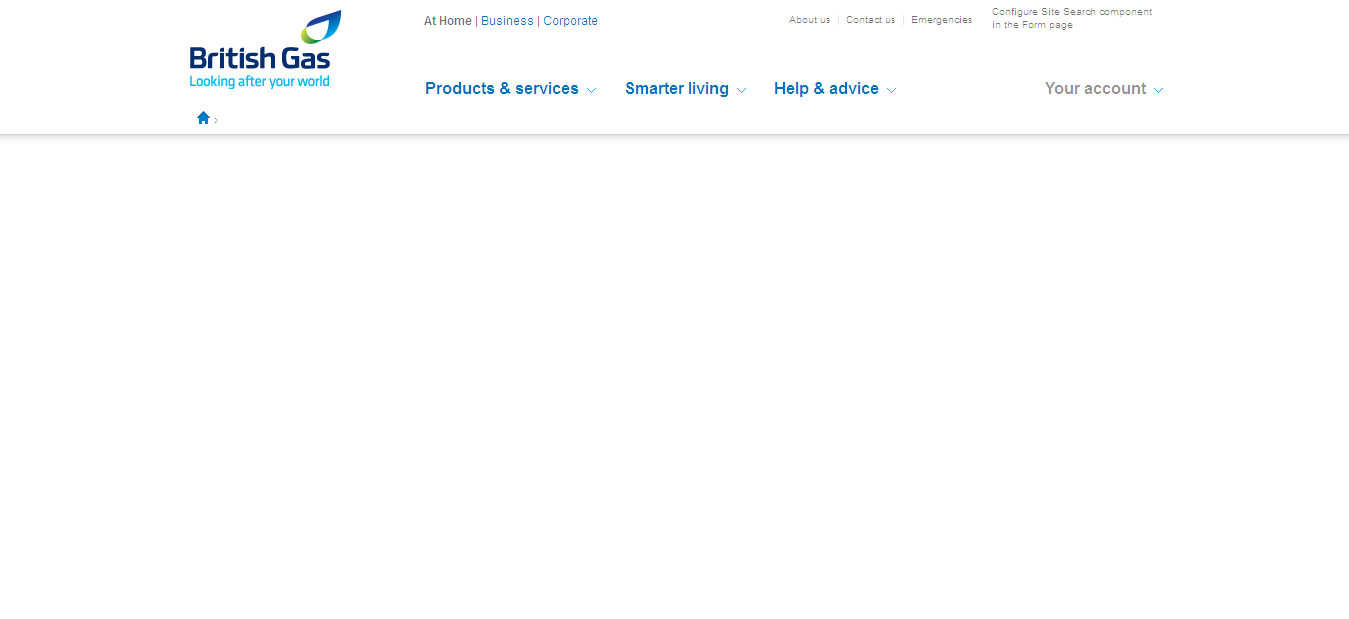 At Home | Business | Corporate
About us
Contact us
Emergencies
Configure Site Search component
in the Form page
British Gas
Looking after your world
Products & services
Smarter living
Help & advice
Your account